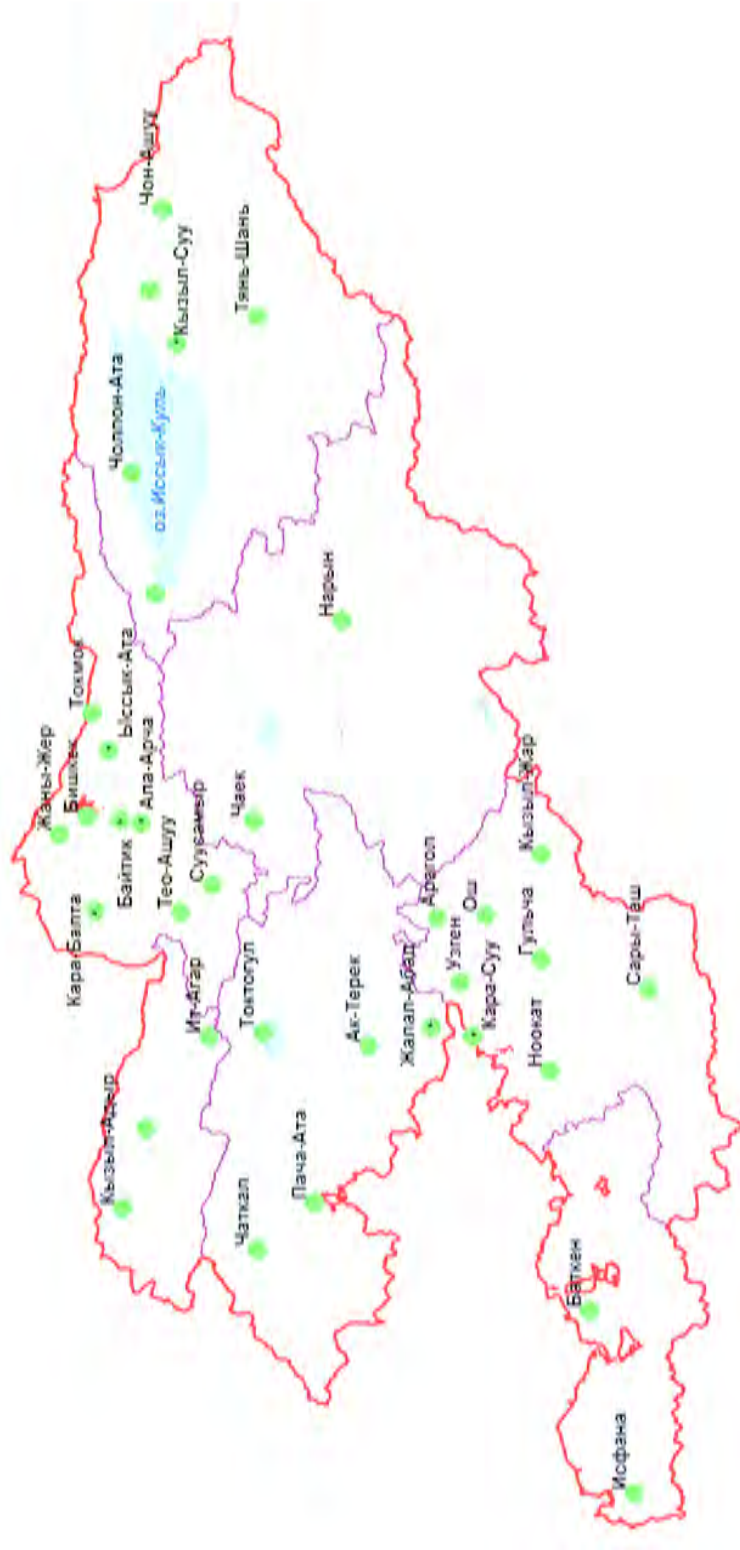 Жаны-Жер
Бишкек
Токмок
Кара-Балта
Байтик
Ысcык-Ата
Ала-Арча
Тео-Ашуу
Суусамыр
Чолпон-Ата
оз.Иссык-Куль
Чон-Ашуу
Кызыл-Суу
Тянь-Шань
Кызыл-Адыр
Ит-Агар
Чаек
Нарын
Токтогул
Чаткал
Пача-Ата
Ак-Терек
Жалал-Абад
Арагол
Узген
Ош
Кара-Суу
Кызыл-Жар
Гульча
Ноокат
Сары-Таш
Баткен
Исфана